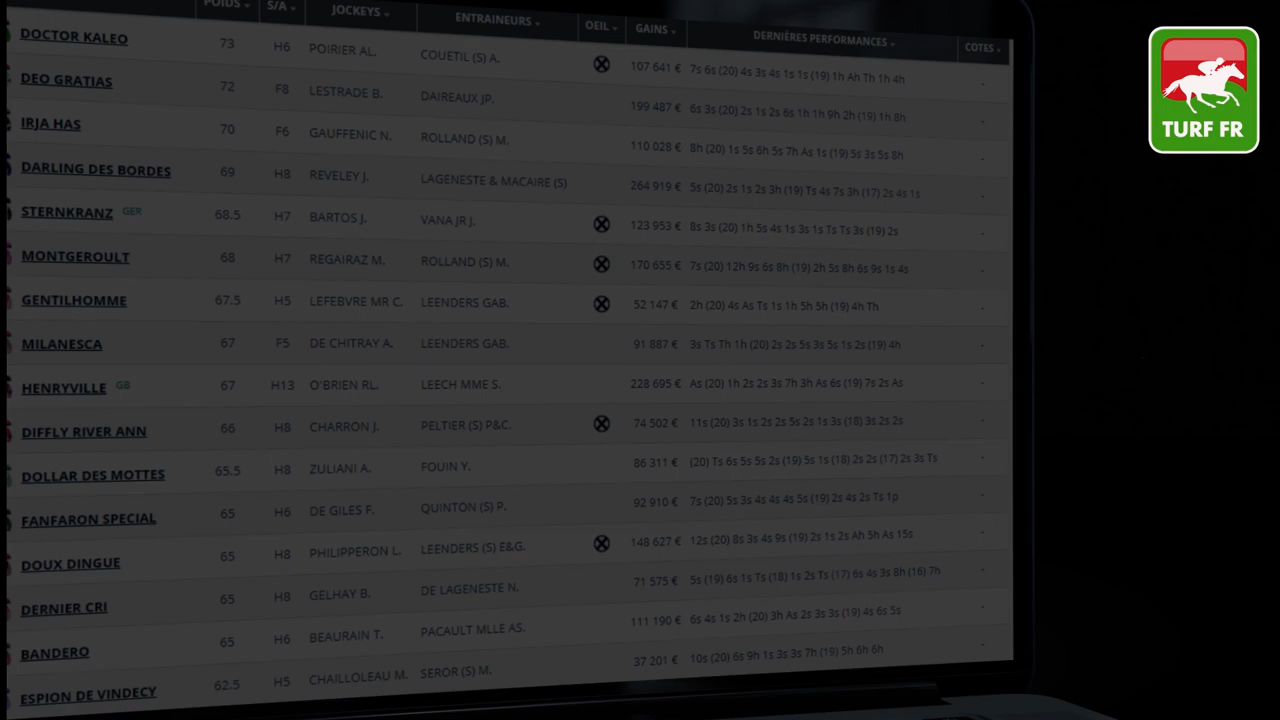 POIDS S/A JOCKEYS ENTRAINEURS OEIL GAINS DERNIÈRES PERFORMANCES COTES
DOCTOR KALEO 73 H6 POIRIER AL. COUETIL (S) A. 107 641 € 7s 6s (20) 4s 3s 4s 1s 1s (19) 1h Ah Th 1h 4h -
DEO GRATIAS 72 F8 LESTRADE B. DAIREAUX JP. 199 487 € 6s 3s (20) 2s 1s 2s 6s 1h 1h 9h 2h (19) 1h 8h -
IRJA HAS 70 F6 GAUFFENIC N. ROLLAND (S) M. 110 028 € 8h (20) 1s 5s 6h 5s 7h As 1s (19) 5s 3s 5s 8h -
DARLING DES BORDES 69 H8 REVELEY J. LAGENESTE & MACAIRE (S) 264 919 € 5s (20) 2s 1s 2s 3h (19) Ts 4s 7s 3h (17) 2s 4s 1s -
STERNKRANZ GER 68.5 H7 BARTOS J. VANA JR J. 123 953 € 8s 3s (20) 1h 5s 4s 1s 3s 1s Ts Ts 3s (19) 2s -
MONTGEROULT 68 H7 REGAIRAZ M. ROLLAND (S) M. 170 655 € 7s (20) 12h 9s 6s 8h (19) 2h 5s 8h 6s 9s 1s 4s -
GENTILHOMME 67.5 H5 LEFEBVRE MR C. LEENDERS GAB. 52 147 € 2h (20) 4s As Ts 1s 1h 5h 5h (19) 4h Th -
MILANESCA 67 F5 DE CHITRAY A. LEENDERS GAB. 91 887 € 3s Ts Th 1h (20) 2s 2s 5s 3s 5s 1s 2s (19) 4h -
HENRYVILLE GB 67 H13 O'BRIEN RL. LEECH MME S. 228 695 € As (20) 1h 2s 2s 3s 7h 3h As 6s (19) 7s 2s As -
DIFFLY RIVER ANN 66 H8 CHARRON J. PELTIER (S) P&C. 74 502 € 11s (20) 3s 1s 2s 2s 5s 2s 1s 3s (18) 3s 2s 2s -
DOLLAR DES MOTTES 65.5 H8 ZULIANI A. FOUIN Y. 86 311 € (20) Ts 6s 5s 5s 2s (19) 5s 1s (18) 2s 2s (17) 2s 3s Ts -
FANFARON SPECIAL 65 H6 DE GILES F. QUINTON (S) P. 92 910 € 7s (20) 5s 3s 4s 4s 4s 5s (19) 2s 4s 2s Ts 1p -
DOUX DINGUE 65 H8 PHILIPPERON L. LEENDERS (S) E&G. 148 627 € 12s (20) 8s 3s 4s 9s (19) 2s 1s 2s Ah 5h As 15s -
DERNIER CRI 65 H8 GELHAY B. DE LAGENESTE N. 71 575 € 5s (19) 6s 1s Ts (18) 1s 2s Ts (17) 6s 4s 3s 8h (16) 7h -
BANDERO 65 H6 BEAURAIN T. PACAULT MLLE AS. 111 190 € 6s 4s 1s 2h (20) 3h As 2s 3s 3s (19) 4s 6s 5s -
ESPION DE VINDECY 62.5 H5 CHAILLOLEAU M. SEROR (S) M. 37 201 € 10s (20) 6s 9h 1s 3s 3s 7h (19) 5h 6h 6h -
TURF FR